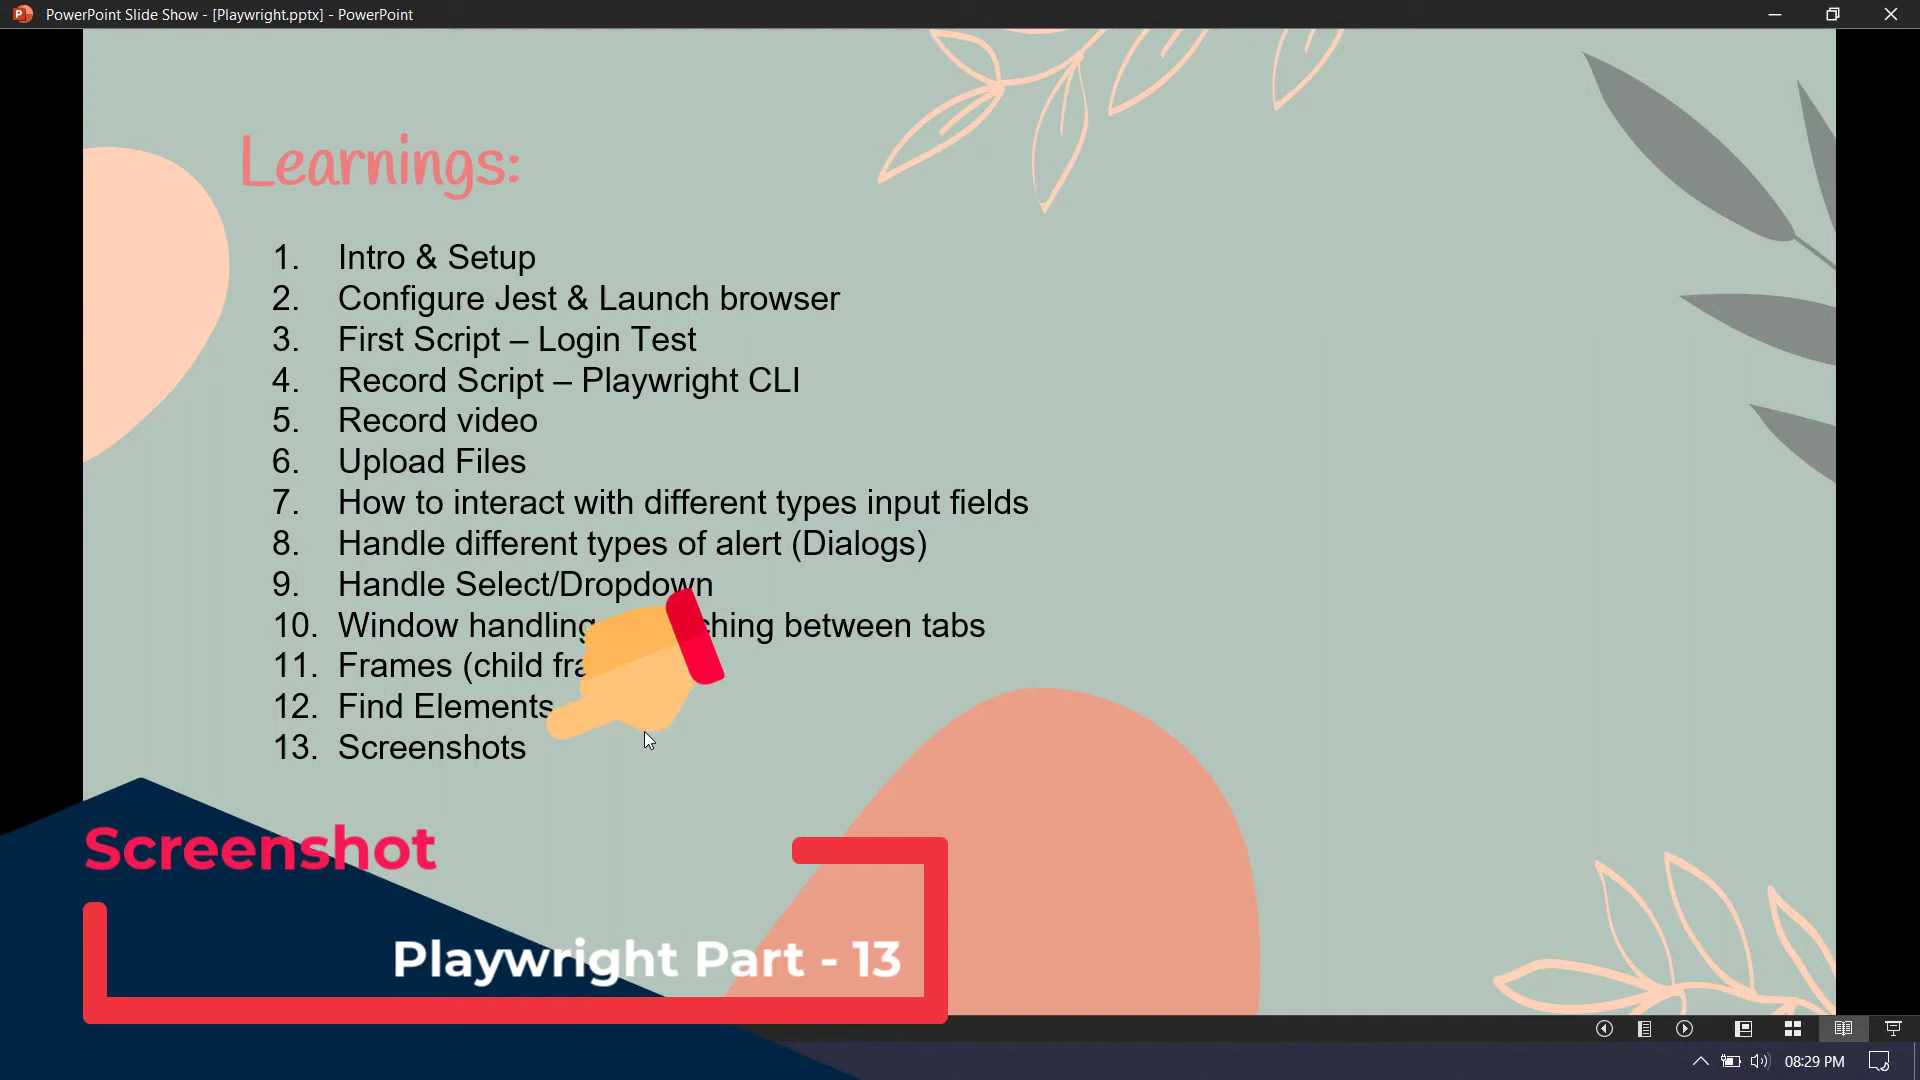 PowerPoint Slide Show - [Playwright.pptx] - PowerPoint
Learnings:
1. Intro & Setup
2. Configure Jest & Launch browser
3. First Script – Login Test
4. Record Script – Playwright CLI
5. Record video
6. Upload Files
7. How to interact with different types input fields
8. Handle different types of alert (Dialogs)
9. Handle Select/Dropdown
10. Window handling ching between tabs
11. Frames (child fra
12. Find Elements
13. Screenshots
Screenshot
Playwright Part - 13
08:29 PM